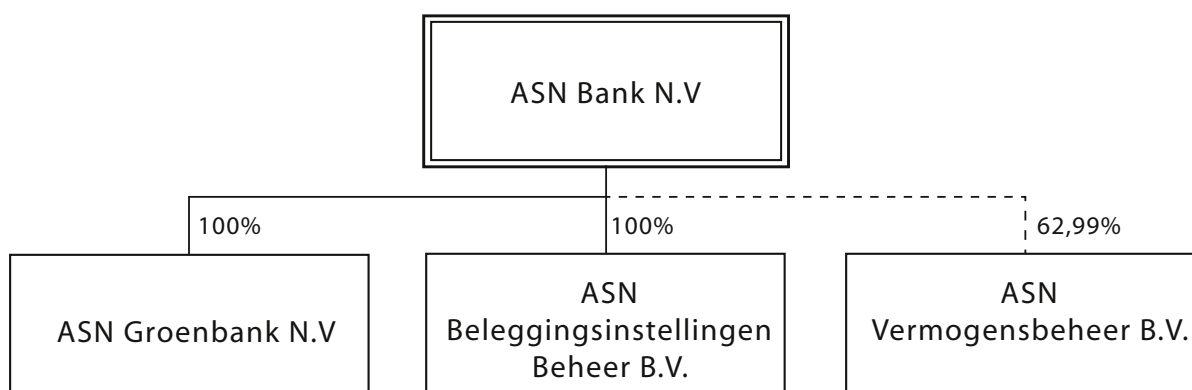 ASN Bank N.V
100%
100%
62,99%
ASN Groenbank N.V
ASN
Beleggingsinstellingen
Beheer B.V.
ASN
Vermogensbeheer B.V.